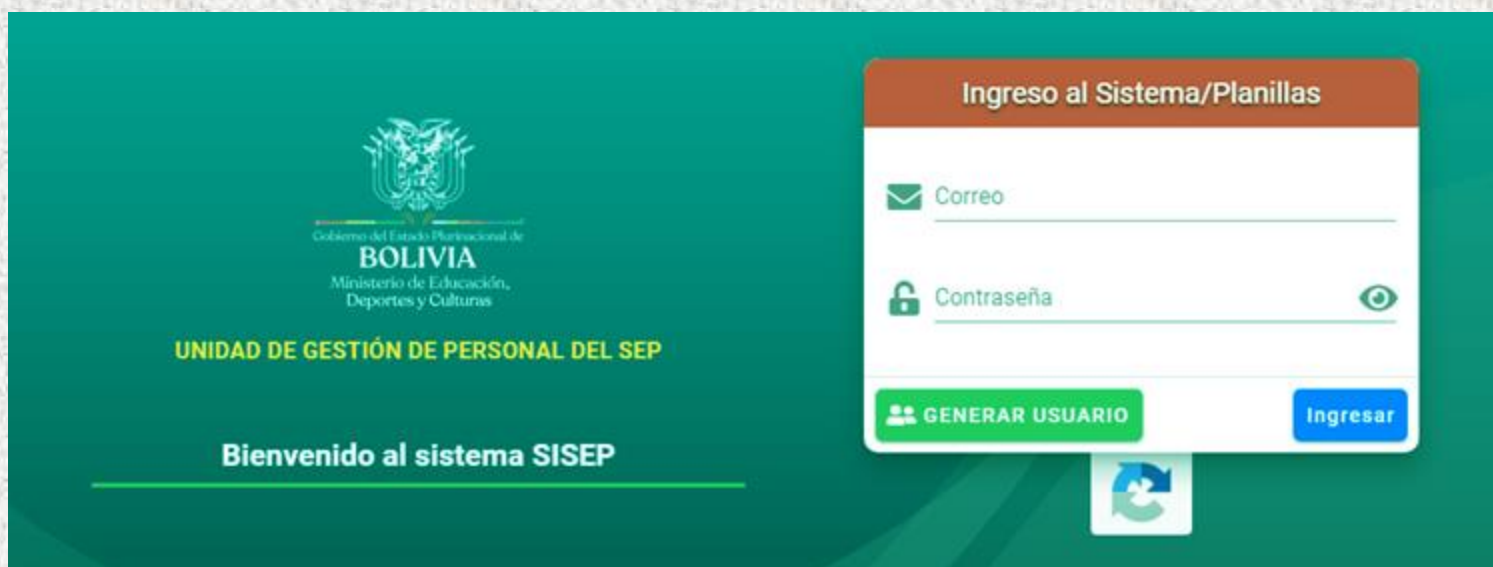 Gobierno del Estado Plurinacional de
BOLIVIA
Ministerio de Educación,
Deportes y Culturas
UNIDAD DE GESTIÓN DE PERSONAL DEL SEP
Bienvenido al sistema SISEP
Ingreso al Sistema/Planillas
Correo
Contraseña
GENERAR USUARIO
Ingresar